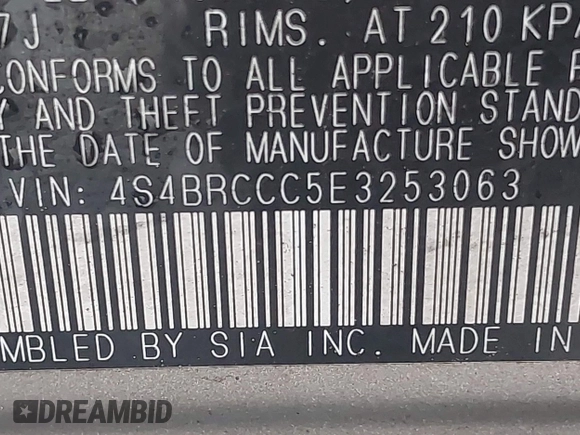 7J RIMS. AT 210 KPA
CONFORMS TO ALL APPLICABLE F
Y AND THEFT PREVENTION STAND
THE DATE OF MANUFACTURE SHOW
VIN: 4S4BRCCC5E3253063
MBLED BY SIA INC. MADE IN
DREAMBID